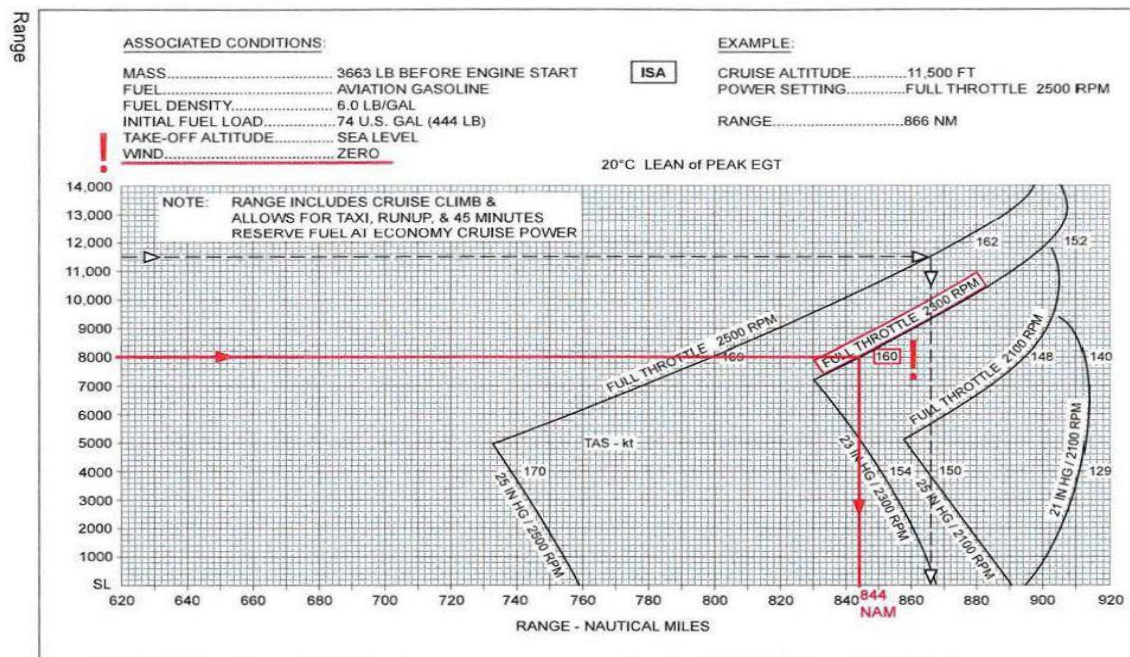 Range
ASSOCIATED CONDITIONS:
MASS............................ 3663 LB BEFORE ENGINE START
FUEL............................. AVIATION GASOLINE
FUEL DENSITY................ 6.0 LB/GAL
INITIAL FUEL LOAD......... 74 U.S. GAL (444 LB)
TAKE-OFF ALTITUDE....... SEA LEVEL
! WIND............................. ZERO
ISA
EXAMPLE:
CRUISE ALTITUDE.........11,500 FT
POWER SETTING.........FULL THROTTLE 2500 RPM
RANGE.....................866 NM
20°C LEAN of PEAK EGT
NOTE: RANGE INCLUDES CRUISE CLIMB &
ALLOWS FOR TAXI, RUNUP, & 45 MINUTES
RESERVE FUEL AT ECONOMY CRUISE POWER
14,000
13,000
12,000
11,000
10,000
9000
8000
7000
6000
5000
4000
3000
2000
1000
SL
162
152
FULL THROTTLE 2500 RPM
169
FULL THROTTLE 2300 RPM
160
!
FULL THROTTLE 2100 RPM
148
140
TAS - kt
170
25 IN HG / 2500 RPM
154
23 IN HG / 2300 RPM
150
25 IN HG / 2100 RPM
129
21 IN HG / 2100 RPM
620 640 660 680 700 720 740 760 780 800 820 840 860 880 900 920
844
NAM
RANGE - NAUTICAL MILES